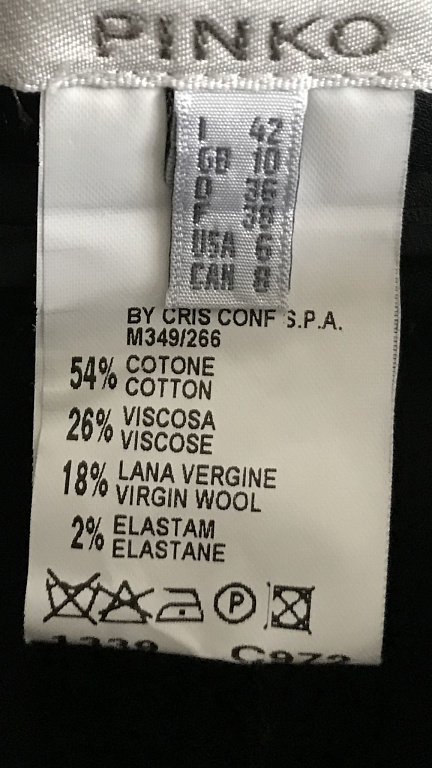 PINKO
I 42
GB 10
D 36
F 38
USA 6
CAN 8
BY CRIS CONF S.P.A.
M349/266
54% COTONE
COTTON
26% VISCOSA
VISCOSE
18% LANA VERGINE
VIRGIN WOOL
2% ELASTAM
ELASTANE
P